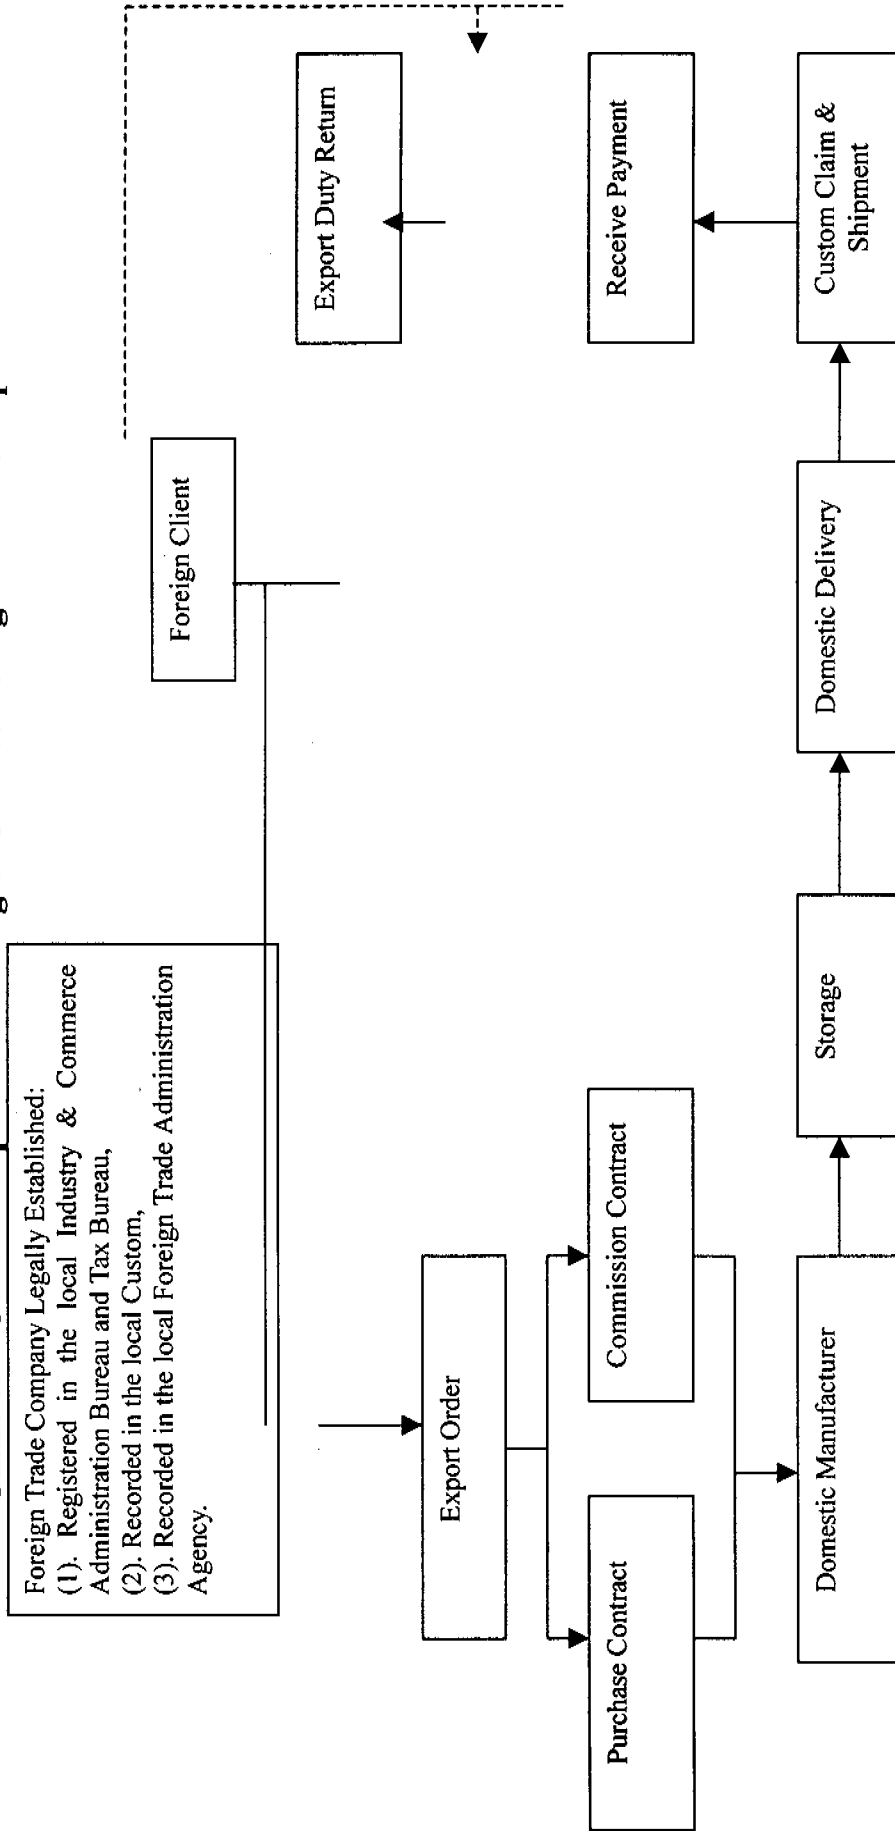 Foreign Trade Company Legally Established:
(1). Registered in the local Industry & Commerce
Administration Bureau and Tax Bureau,
(2). Recorded in the local Custom,
(3). Recorded in the local Foreign Trade Administration
Agency.
Foreign Client
Export Duty Return
Export Order
Purchase Contract
Commission Contract
Receive Payment
Domestic Manufacturer
Storage
Domestic Delivery
Custom Claim &
Shipment